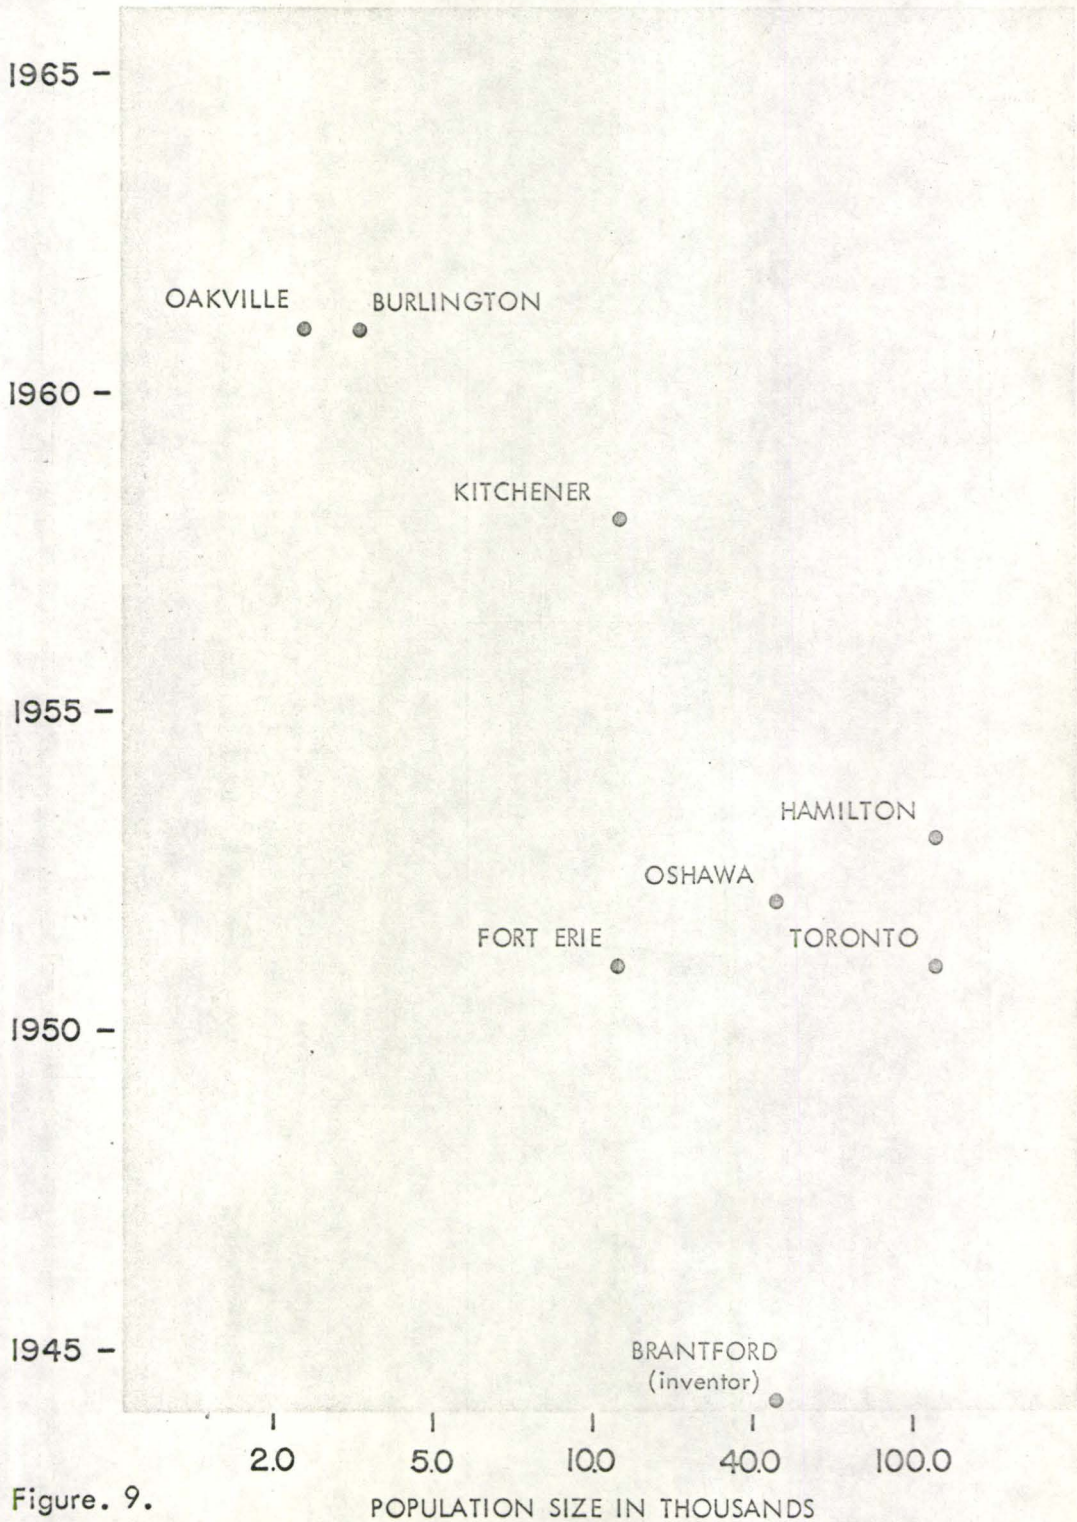 1965 –
OAKVILLE
BURLINGTON
1960 –
KITCHENER
1955 –
HAMILTON
OSHAWA
FORT ERIE
TORONTO
1950 –
1945 –
BRANTFORD
(inventor)
2.0 5.0 10.0 40.0 100.0
Figure. 9.
POPULATION SIZE IN THOUSANDS